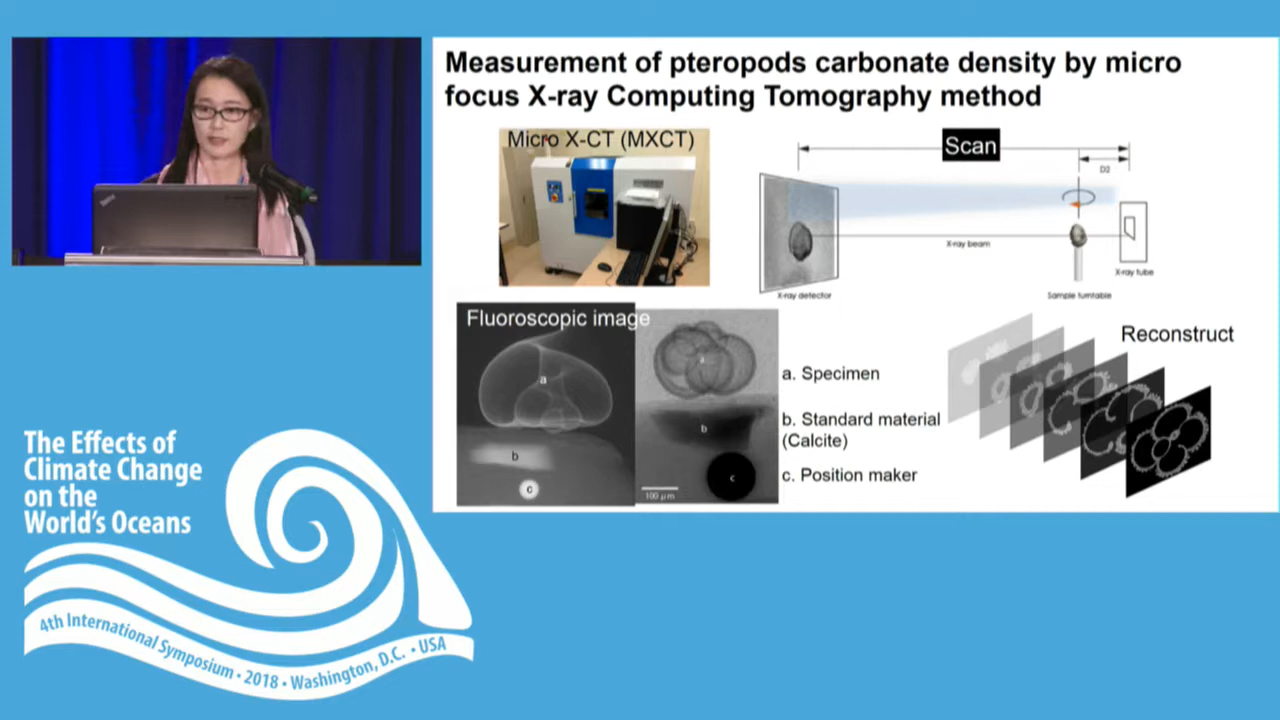 Measurement of pteropods carbonate density by micro
focus X-ray Computing Tomography method
Micro X-CT (MXCT)
Scan
D2
X-ray beam
X-ray tube
X-ray detector
Sample turntable
Fluoroscopic image
Reconstruct
a
a
b
b
c
c
100 μm
a. Specimen
b. Standard material
(Calcite)
c. Position maker
The Effects of
Climate Change
on the
World's Oceans
4th International Symposium • 2018 • Washington, D.C. • USA